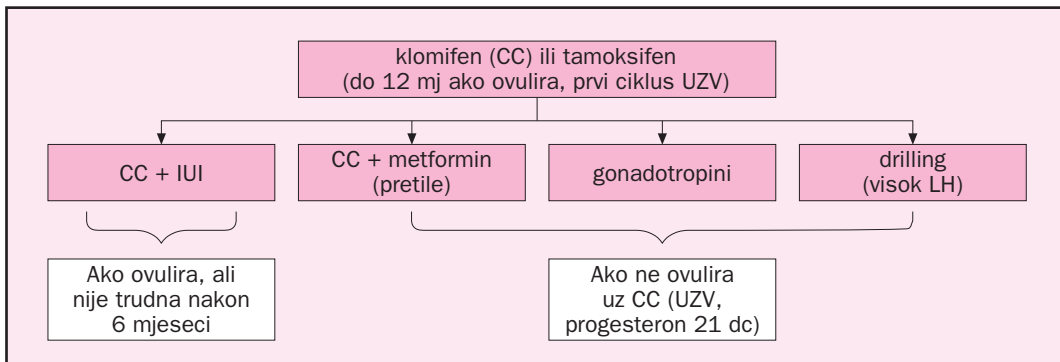 klomifen (CC) ili tamoksifen
(do 12 mj ako ovulira, prvi ciklus UZV)
CC + IUI
CC + metformin
(pretile)
gonadotropini
drilling
(visok LH)
Ako ovulira, ali
nije trudna nakon
6 mjeseci
Ako ne ovulira
uz CC (UZV,
progesteron 21 dc)